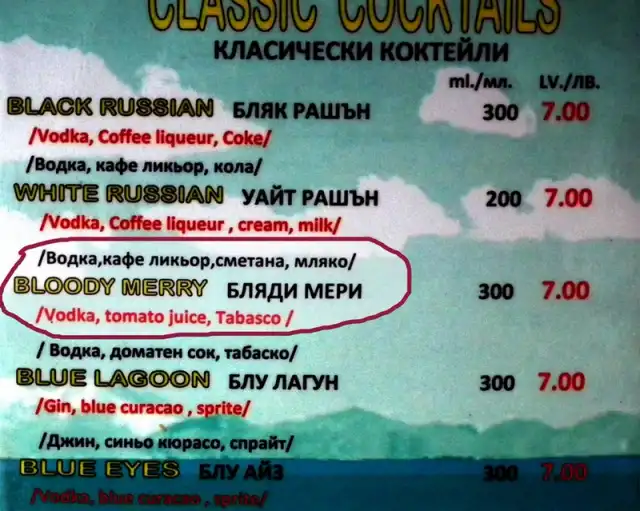 CLASSIC COCKTAILS
КЛАСИЧЕСКИ КОКТЕЙЛИ
ml./мл. LV./ЛВ.
BLACK RUSSIAN БЛЯК РАШЪН 300 7.00
/Vodka, Coffee liqueur, Coke/
/Водка, кафе ликьор, кола/
WHITE RUSSIAN УАЙТ РАШЪН 200 7.00
/Vodka, Coffee liqueur , cream, milk/
/Водка,кафе ликьор,сметана, мляко/
BLOODY MERRY БЛЯДИ МЕРИ 300 7.00
/Vodka, tomato juice, Tabasco /
/ Водка, доматен сок, табаско/
BLUE LAGOON БЛУ ЛАГУН 300 7.00
/Gin, blue curacao , sprite/
/Джин, синьо кюрасо, спрайт/
BLUE EYES БЛУ АЙЗ 300 7.00
/Vodka, blue curacao , sprite/